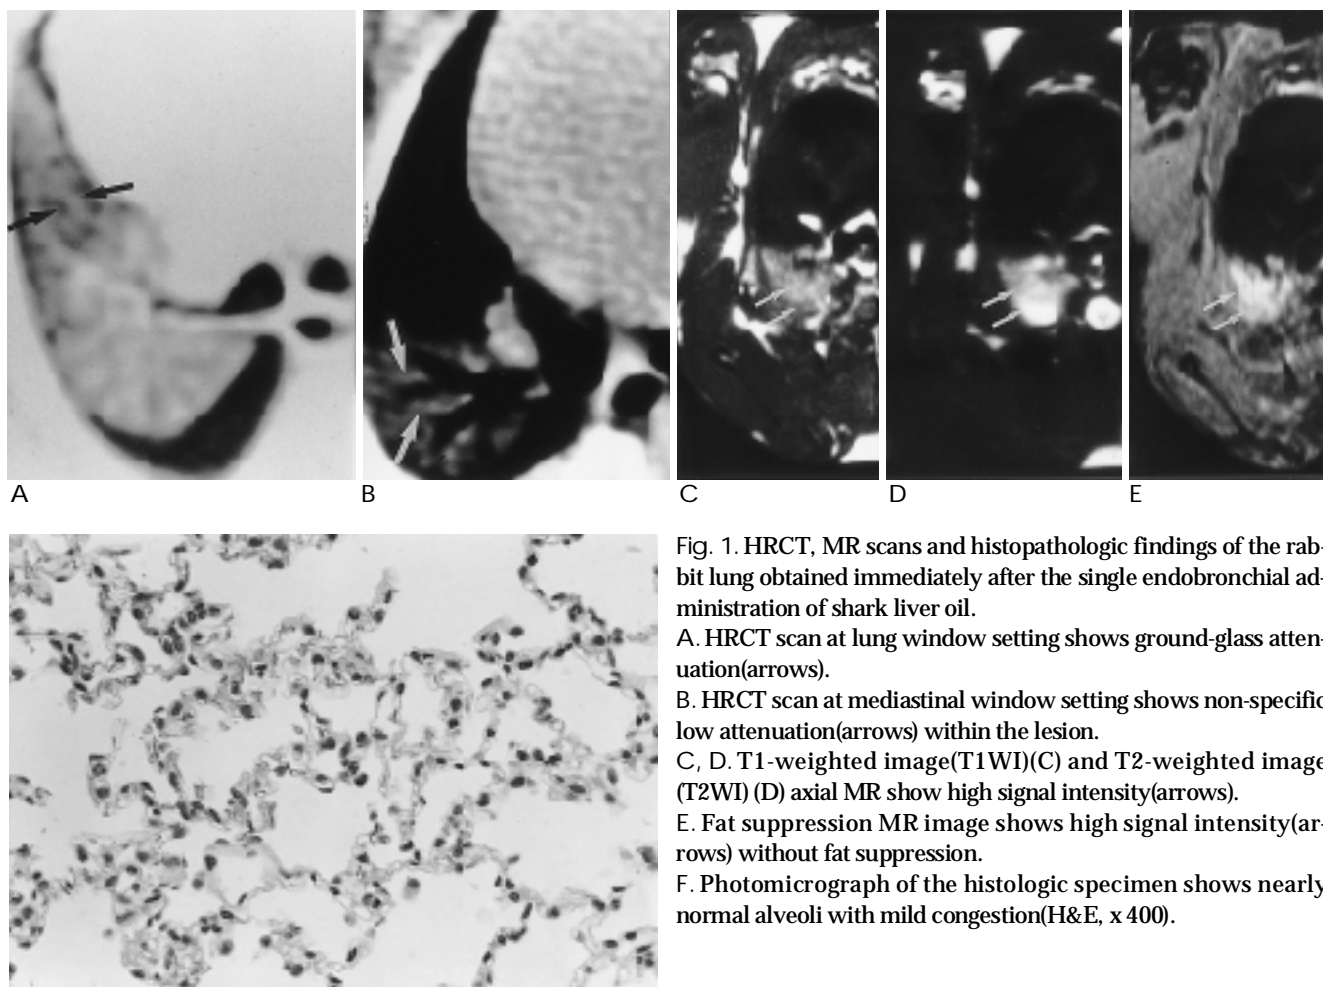 A
B
C
D
E
Fig. 1. HRCT, MR scans and histopathologic findings of the rab-
bit lung obtained immediately after the single endobronchial ad-
ministration of shark liver oil.
A. HRCT scan at lung window setting shows ground-glass atten-
uation(arrows).
B. HRCT scan at mediastinal window setting shows non-specific
low attenuation(arrows) within the lesion.
C, D. T1-weighted image(T1WI)(C) and T2-weighted image
(T2WI) (D) axial MR show high signal intensity(arrows).
E. Fat suppression MR image shows high signal intensity(ar-
rows) without fat suppression.
F. Photomicrograph of the histologic specimen shows nearly
normal alveoli with mild congestion(H&E, x 400).